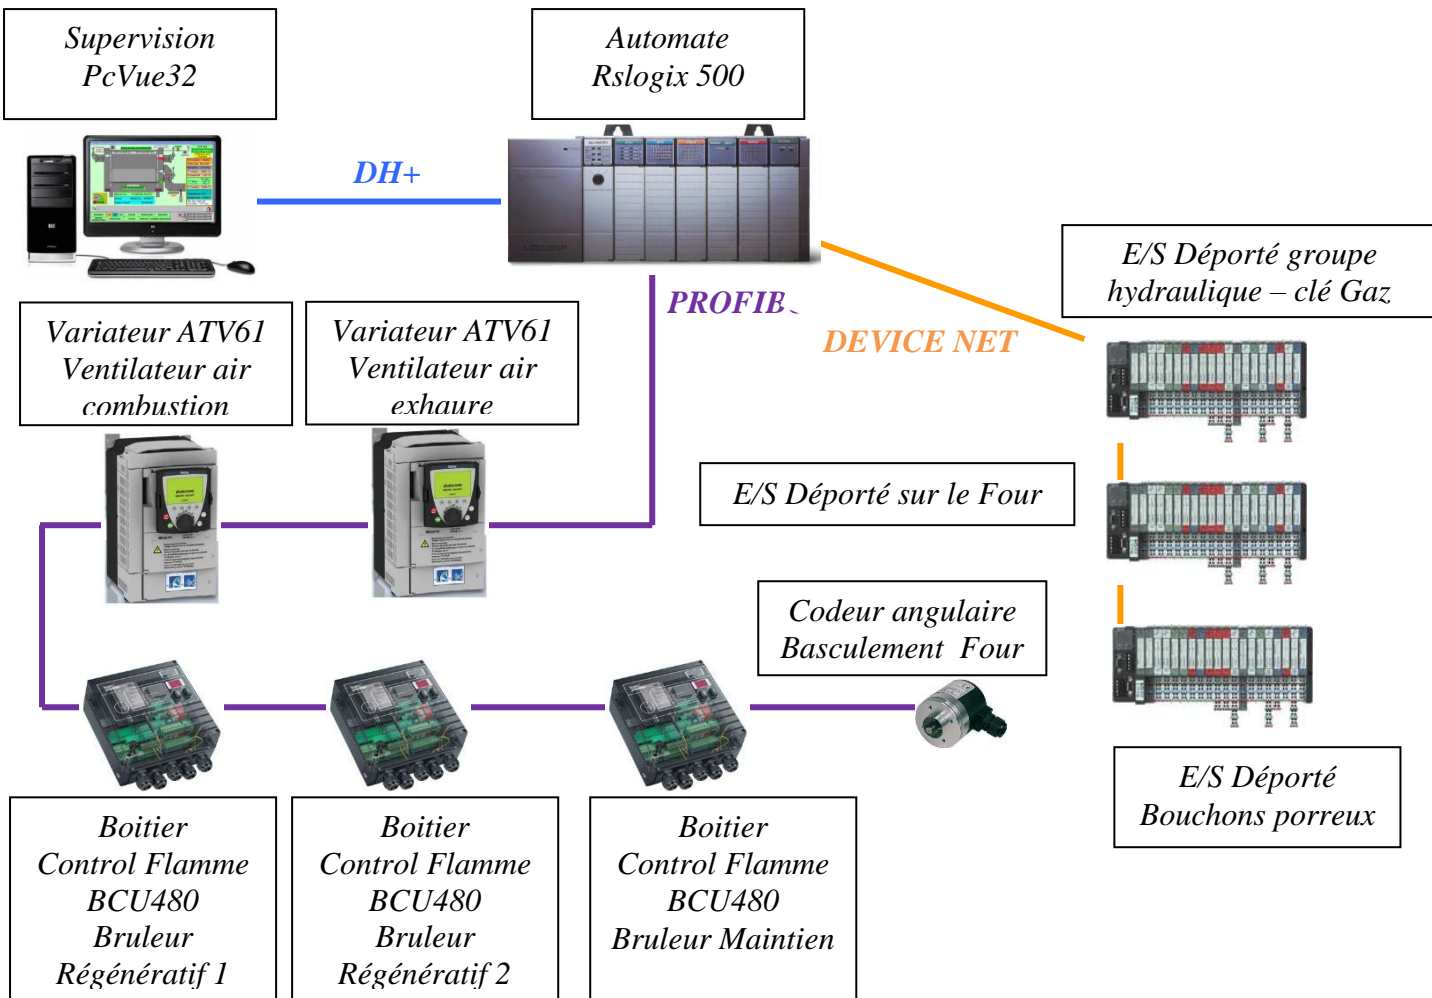 Supervision
PcVue32
Automate
Rslogix 500
DH+
E/S Déporté groupe
hydraulique – clé Gaz
PROFIB
DEVICE NET
Variateur ATV61
Ventilateur air
combustion
Variateur ATV61
Ventilateur air
exhaure
E/S Déporté sur le Four
Codeur angulaire
Basculement Four
E/S Déporté
Bouchons porreux
Boitier
Control Flamme
BCU480
Bruleur
Régénératif 1
Boitier
Control Flamme
BCU480
Bruleur
Régénératif 2
Boitier
Control Flamme
BCU480
Bruleur Maintien